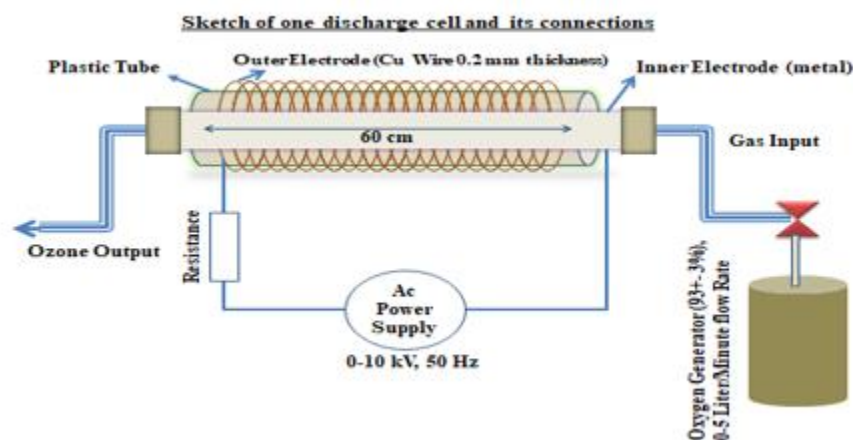 Sketch of one discharge cell and its connections
Outer Electrode (Cu Wire 0.2 mm thickness)
Plastic Tube
Inner Electrode (metal)
60 cm
Gas Input
Ozone Output
Resistance
Ac
Power
Supply
0-10 kV, 50 Hz
Oxygen Generator (93+-3%),
0-5 Liter/Minute flow Rate